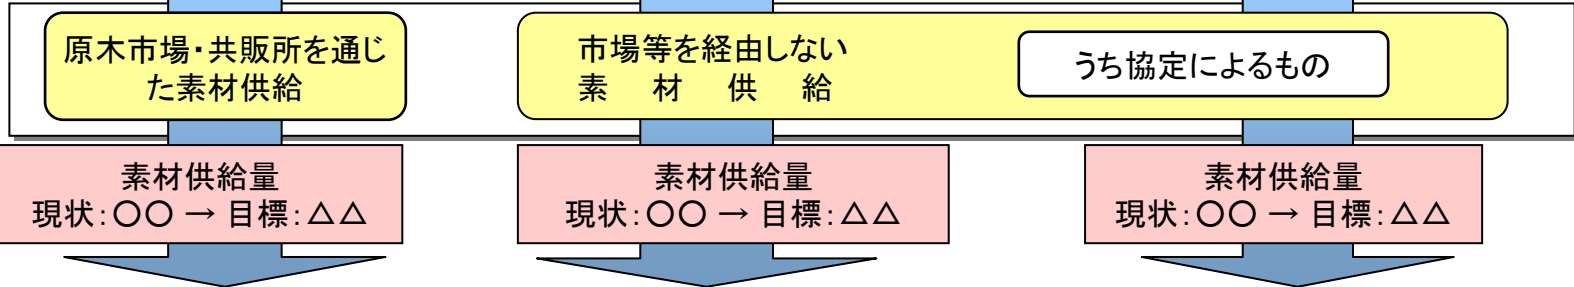 原木市場・共販所を通じ
た素材供給
市場等を経由しない
素　材　供　給
うち協定によるもの
素材供給量
現状：〇〇 → 目標：△△
素材供給量
現状：〇〇 → 目標：△△
素材供給量
現状：〇〇 → 目標：△△